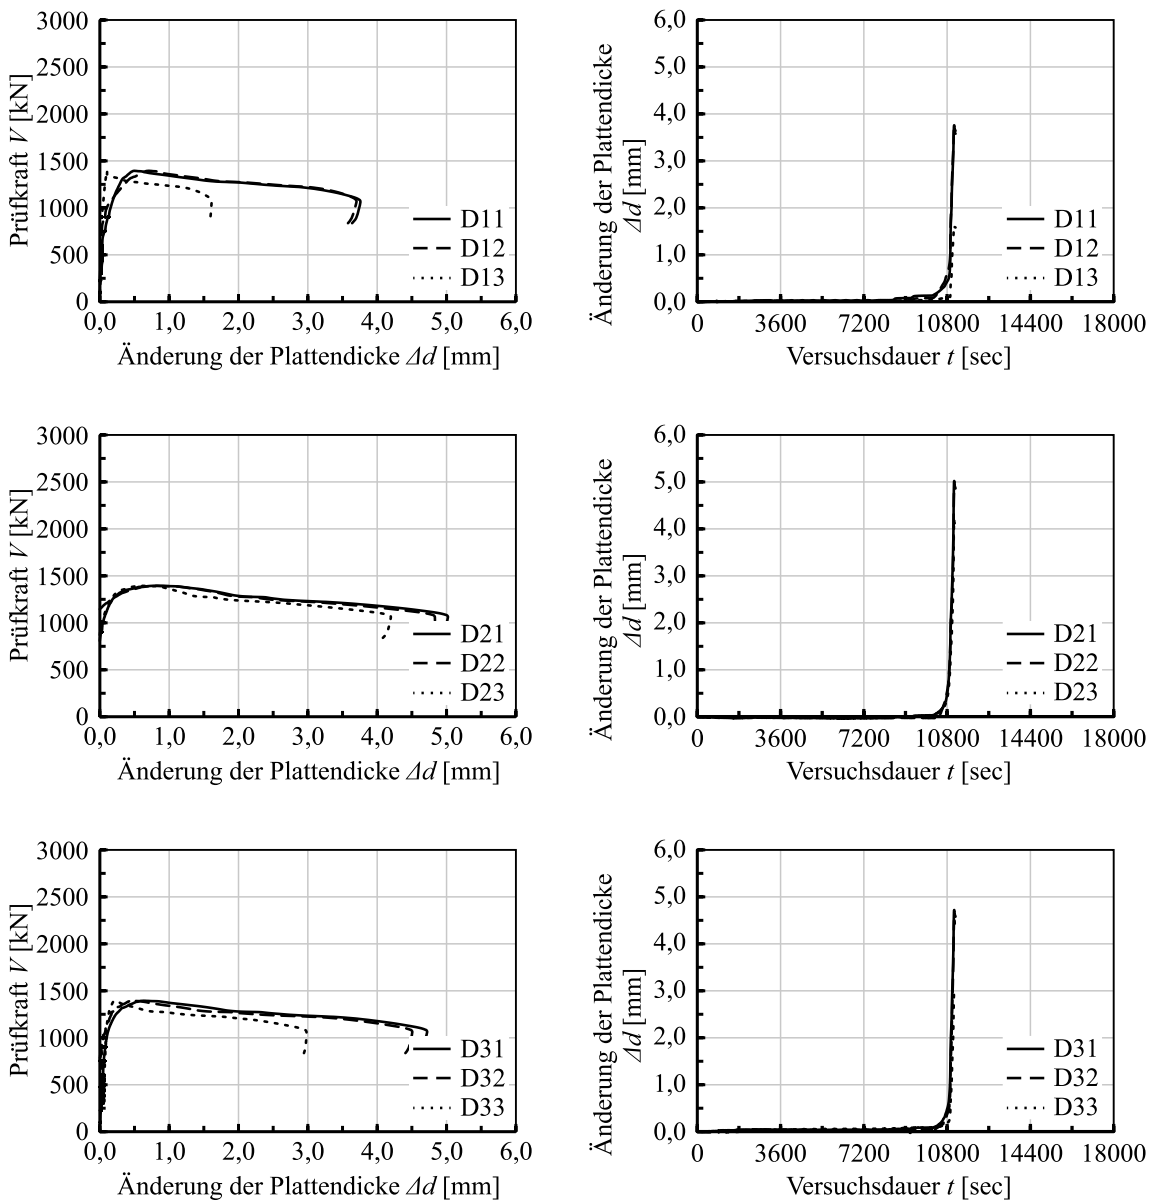 3000
2500
2000
1500
1000
500
0
Prüfkraft V [kN]
D11
D12
D13
0,0 1,0 2,0 3,0 4,0 5,0 6,0
Änderung der Plattendicke Δd [mm]
6,0
5,0
4,0
3,0
2,0
1,0
0,0
Änderung der Plattendicke
Δd [mm]
D11
D12
D13
0 3600 7200 10800 14400 18000
Versuchsdauer t [sec]
3000
2500
2000
1500
1000
500
0
Prüfkraft V [kN]
D21
D22
D23
0,0 1,0 2,0 3,0 4,0 5,0 6,0
Änderung der Plattendicke Δd [mm]
6,0
5,0
4,0
3,0
2,0
1,0
0,0
Änderung der Plattendicke
Δd [mm]
D21
D22
D23
0 3600 7200 10800 14400 18000
Versuchsdauer t [sec]
3000
2500
2000
1500
1000
500
0
Prüfkraft V [kN]
D31
D32
D33
0,0 1,0 2,0 3,0 4,0 5,0 6,0
Änderung der Plattendicke Δd [mm]
6,0
5,0
4,0
3,0
2,0
1,0
0,0
Änderung der Plattendicke
Δd [mm]
D31
D32
D33
0 3600 7200 10800 14400 18000
Versuchsdauer t [sec]